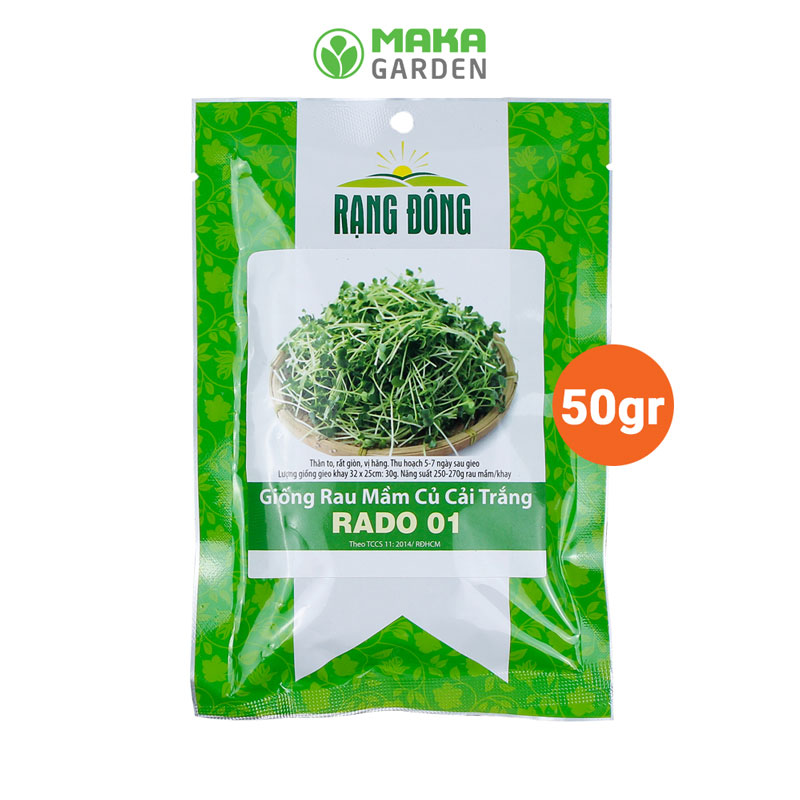 MAKA
GARDEN
RẠNG ĐÔNG
50gr
Thân to, rất giòn, vị hăng. Thu hoạch 5-7 ngày sau gieo
Lượng giống gieo khay 32 x 25cm: 30g. Năng suất 250-270g rau mầm/khay
Giống Rau Mầm Củ Cải Trắng
RADO 01
Theo TCCS 11: 2014/ RĐHCM